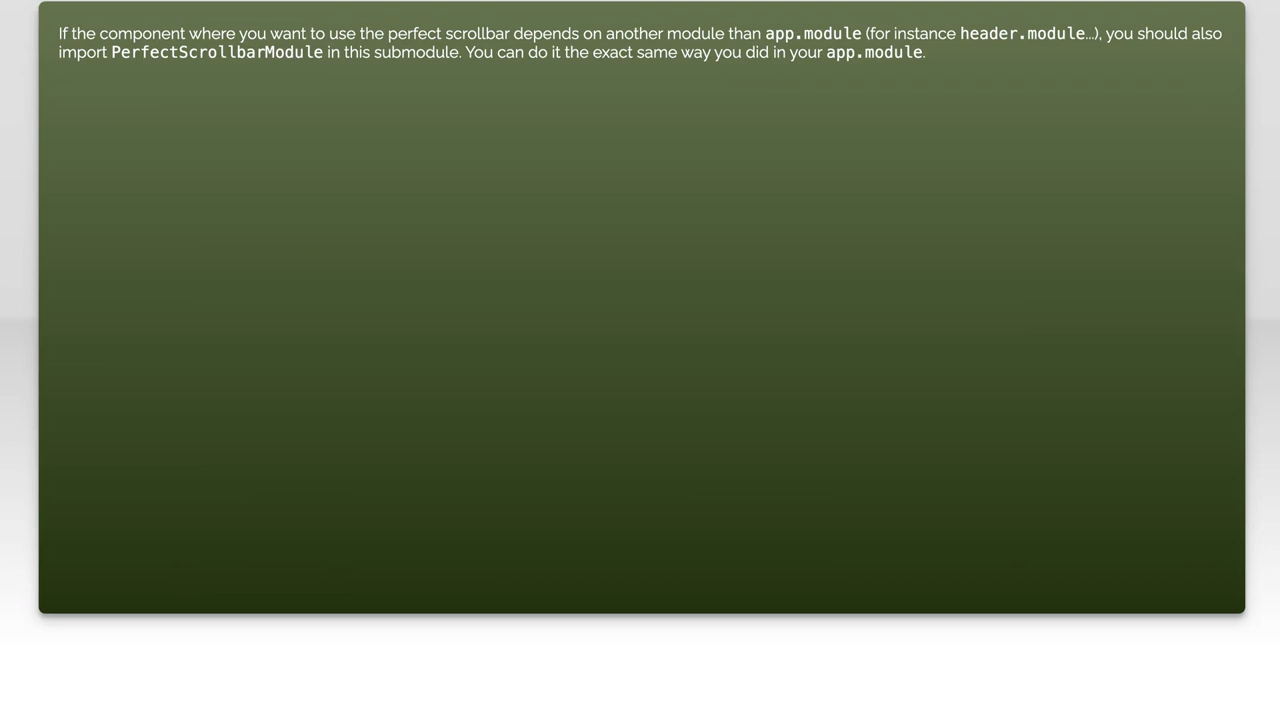 If the component where you want to use the perfect scrollbar depends on another module than app.module (for instance header.module...), you should also
import PerfectScrollbarModule in this submodule. You can do it the exact same way you did in your app.module.